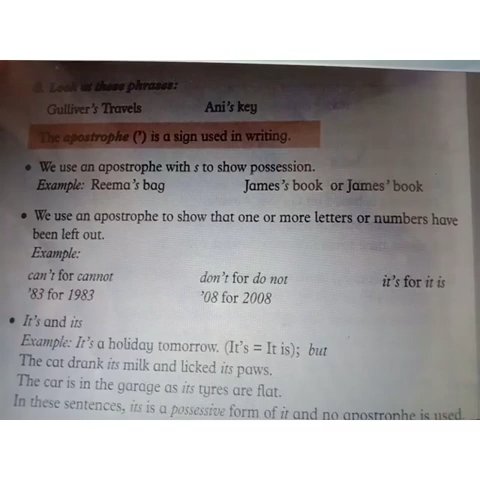 8. Look at these phrases:
Gulliver's Travels Ani's key
The apostrophe (') is a sign used in writing.
• We use an apostrophe with s to show possession.
Example: Reema's bag James's book or James' book
• We use an apostrophe to show that one or more letters or numbers have
been left out.
Example:
can't for cannot don't for do not it's for it is
'83 for 1983 '08 for 2008
• It's and its
Example: It's a holiday tomorrow. (It's = It is); but
The cat drank its milk and licked its paws.
The car is in the garage as its tyres are flat.
In these sentences, its is a possessive form of it and no apostrophe is used.